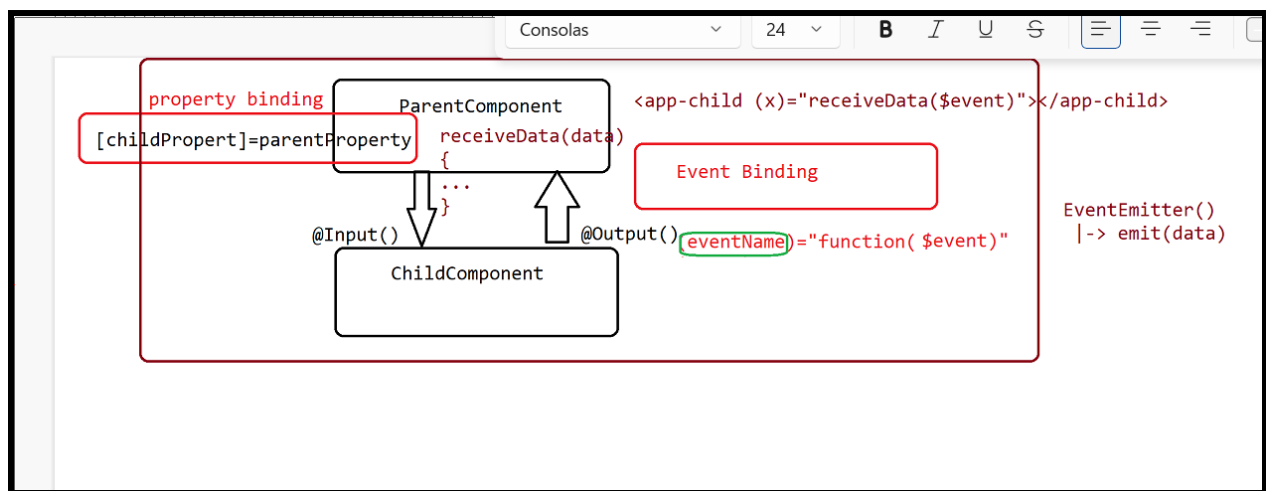 Consolas 24 B I U S
property binding
ParentComponent
<app-child (x)="receiveData($event)"></app-child>
[childPropert]=parentProperty
receiveData(data)
{
...
}
Event Binding
EventEmitter()
|-> emit(data)
@Input()
@Output()
(eventName)="function( $event)"
ChildComponent